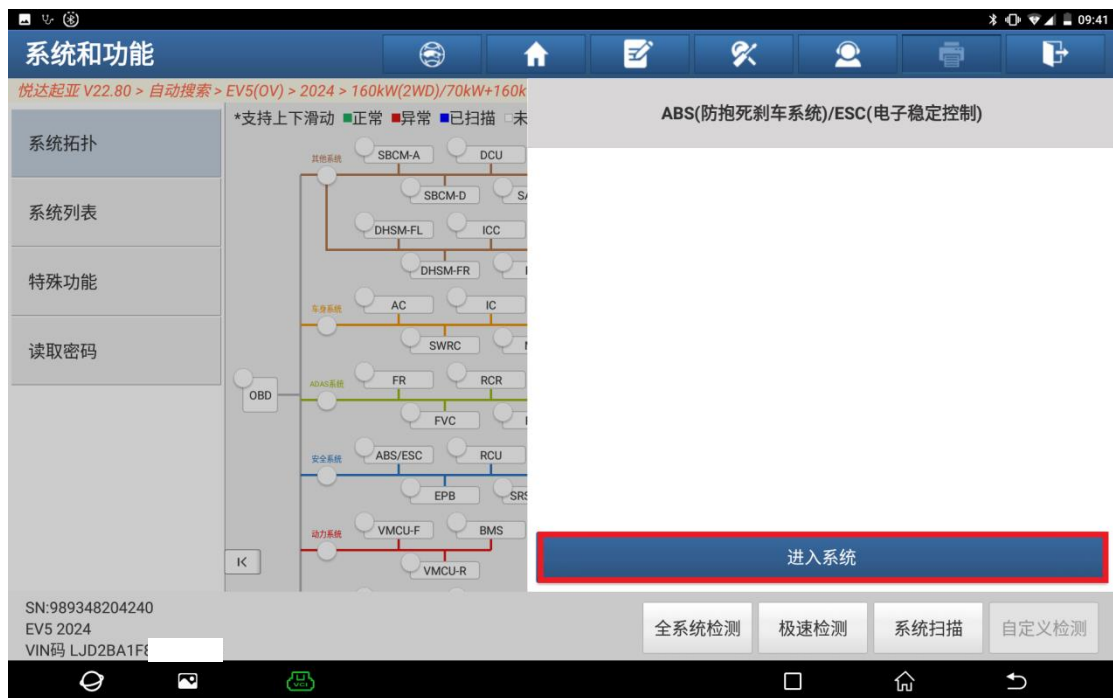 09:41
系统和功能
悦达起亚 V22.80 > 自动搜索 > EV5(OV) > 2024 > 160kW(2WD)/70kW+160k
ABS(防抱死刹车系统)/ESC(电子稳定控制)
系统拓扑
系统列表
特殊功能
读取密码
*支持上下滑动 正常 异常 已扫描 未
其他系统
SBCM-A
DCU
SBCM-D
DHSM-FL
ICC
DHSM-FR
车身系统
AC
IC
SWRC
OBD
ADAS系统
FR
RCR
FVC
安全系统
ABS/ESC
RCU
EPB
SRS
动力系统
VMCU-F
BMS
VMCU-R
进入系统
SN:989348204240
EV5 2024
VIN码 LJD2BA1F8
全系统检测
极速检测
系统扫描
自定义检测
VCI